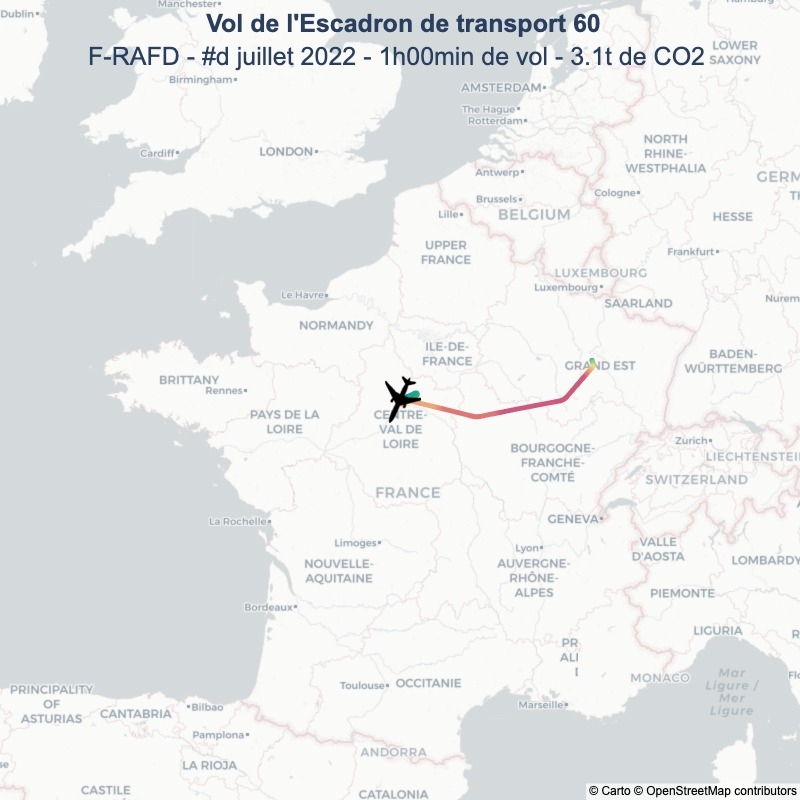 Vol de l'Escadron de transport 60
F-RAFD - #d juillet 2022 - 1h00min de vol - 3.1t de CO2
Manchester
Dublin
Birmingham
LOWER
SAXONY
AMSTERDAM
The Hague
Rotterdam
NORTH
RHINE-
WESTPHALIA
Cardiff
LONDON
Antwerp
Brussels
Cologne
GERM
TH
Lille
BELGIUM
HESSE
UPPER
FRANCE
Frankfurt
LUXEMBOURG
Luxembourg
Le Havre
SAARLAND
Nurem
NORMANDY
ILE-DE-
FRANCE
GRAND EST
BADEN-
WÜRTTEMBERG
BRITTANY
Rennes
PAYS DE LA
LOIRE
CENTRE-
VAL DE
LOIRE
BOURGOGNE-
FRANCHE-
COMTÉ
Zurich
LIECHTENSTEI
SWITZERLAND
FRANCE
La Rochelle
GENEVA
Limoges
Lyon
VALLE
D'AOSTA
LOMBARDY
NOUVELLE-
AQUITAINE
AUVERGNE-
RHÔNE-
ALPES
PIEMONTE
Bordeaux
LIGURIA
PR
ALI
Toulouse
OCCITANIE
MONACO
Mar
Ligure /
Mer
Ligure
Flo
Marseille
PRINCIPALITY
OF
ASTURIAS
CANTABRIA
Bilbao
Pamplona
ANDORRA
LA RIOJA
CASTILE
CATALONIA
© Carto © OpenStreetMap contributors